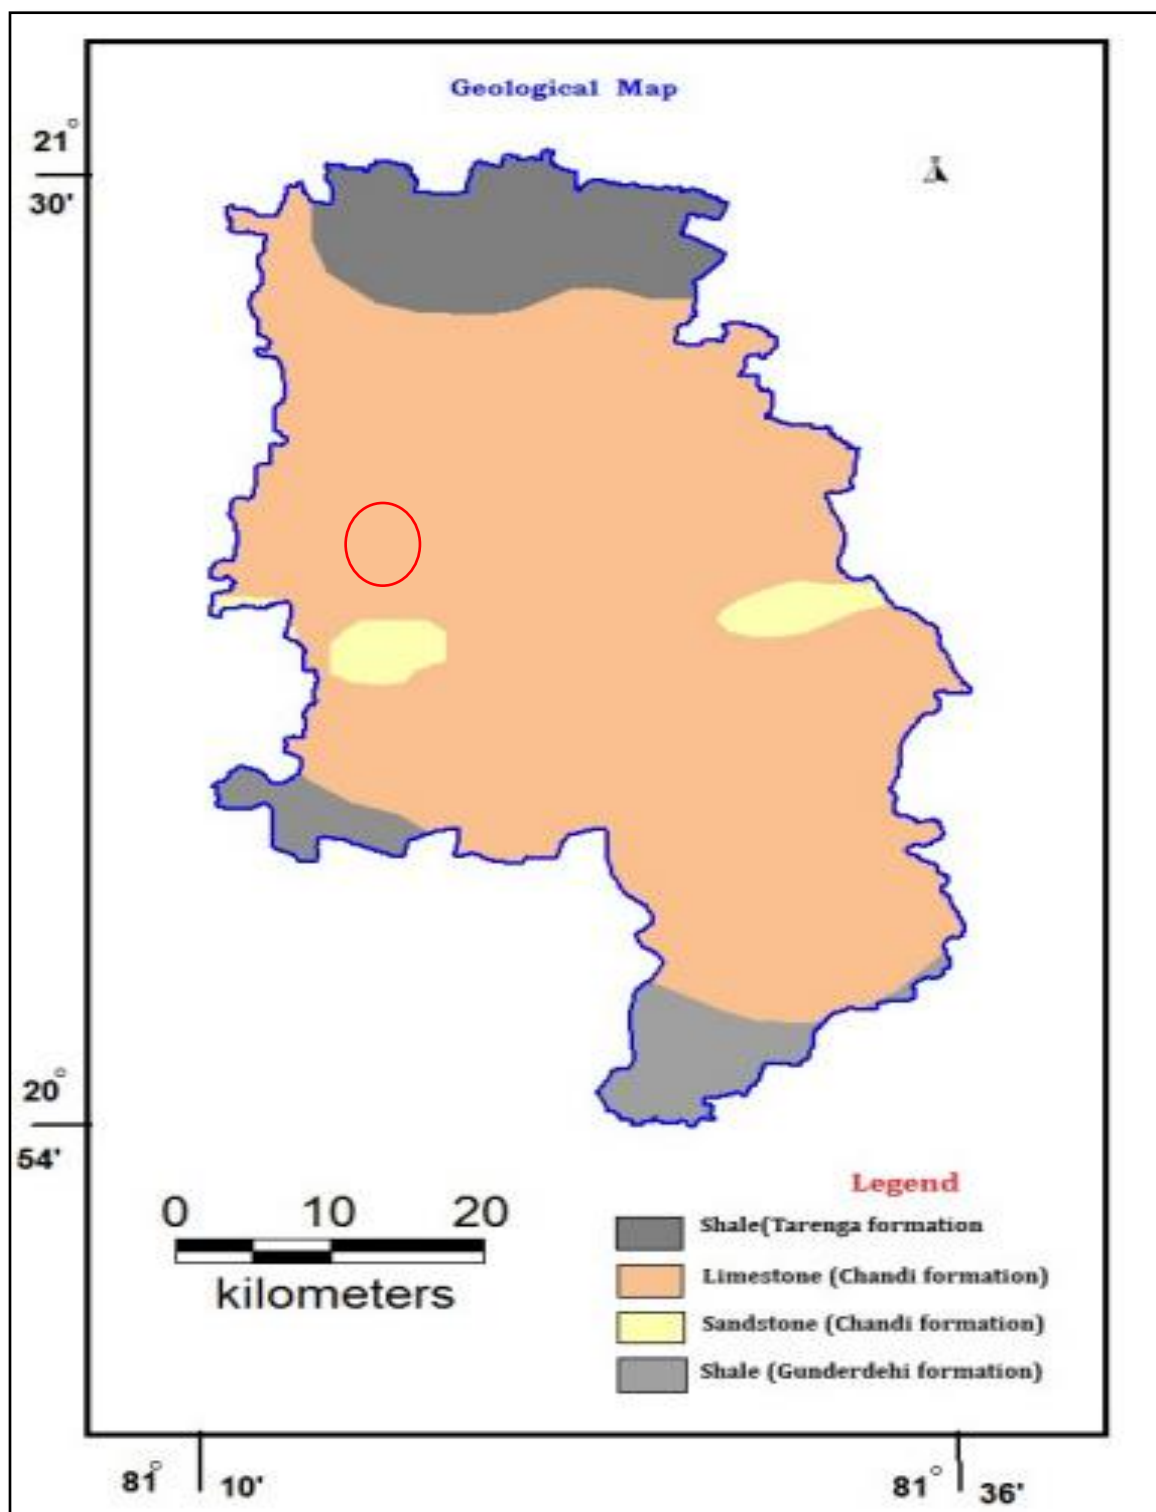 Geological Map
21°
30'
20°
54'
0 10 20
kilometers
Legend
Shale(Tarenga formation
Limestone (Chandi formation)
Sandstone (Chandi formation)
Shale (Gunderdehi formation)
81° 10'
81° 36'